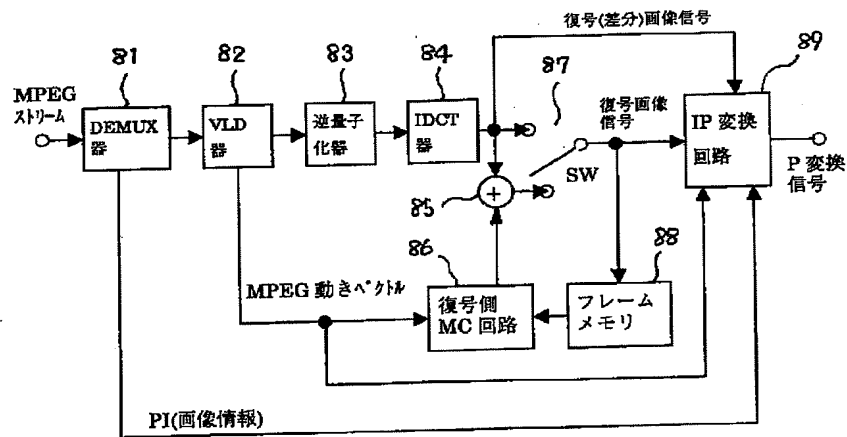 復号(差分)画像信号
81
82
83
84
87
89
MPEG
ストリーム
DEMUX
器
VLD
器
逆量子
化器
IDCT
器
復号画像
信号
IP 変換
回路
P 変換
信号
SW
85
+
86
88
MPEG 動きベクトル
復号側
MC 回路
フレーム
メモリ
PI(画像情報)